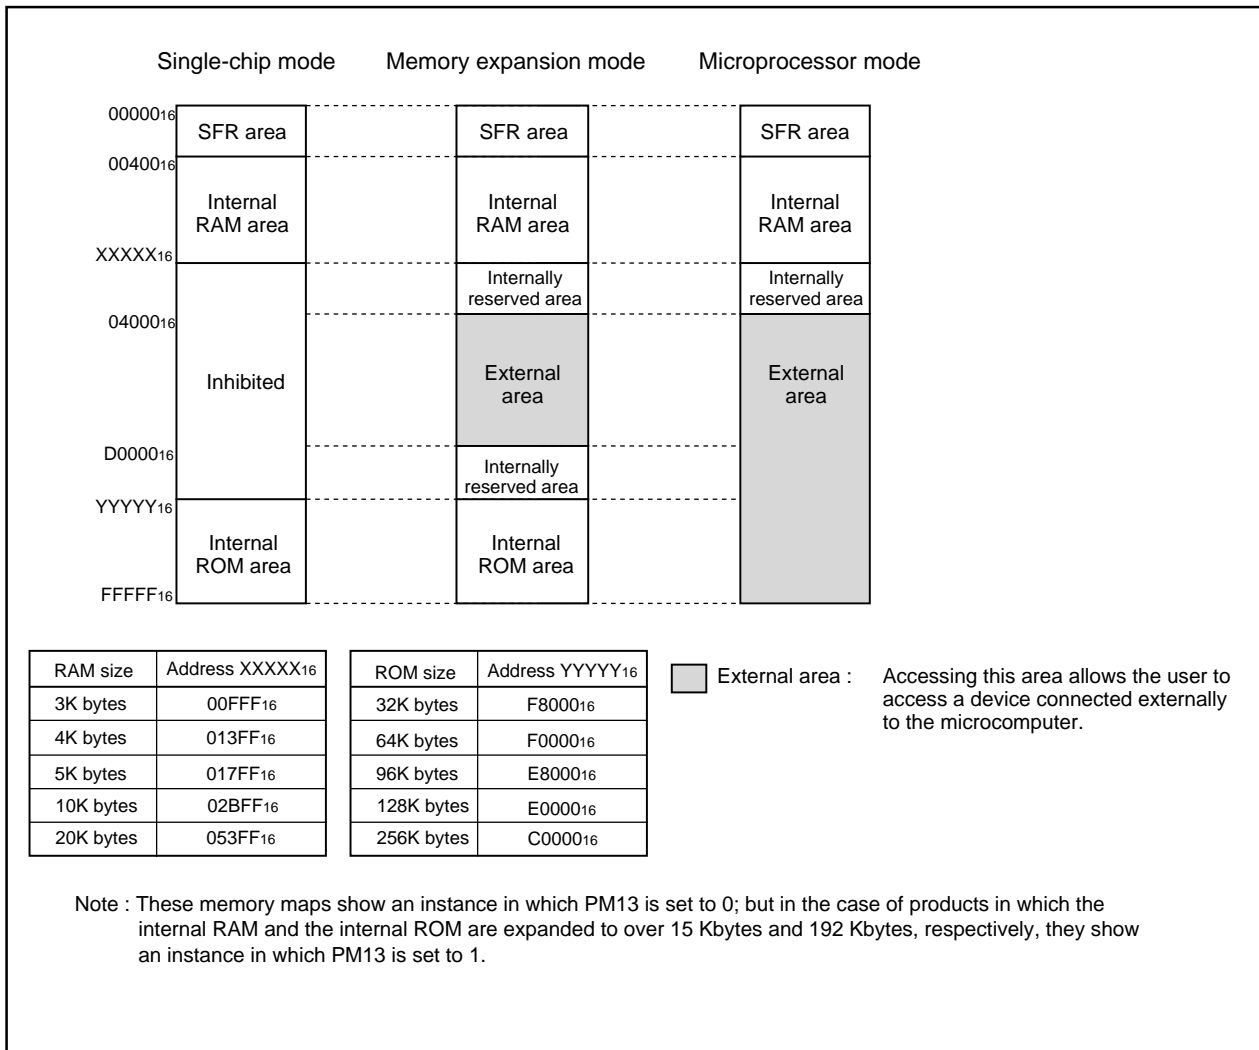 Single-chip mode Memory expansion mode Microprocessor mode
0000016
SFR area SFR area SFR area
0040016
Internal RAM area Internal RAM area Internal RAM area
XXXXX16
Internally reserved area Internally reserved area
0400016
Inhibited External area External area
D000016
Internally reserved area
YYYYY16
Internal ROM area Internal ROM area
FFFFF16
RAM size Address XXXXX16
3K bytes 00FFF16
4K bytes 013FF16
5K bytes 017FF16
10K bytes 02BFF16
20K bytes 053FF16
ROM size Address YYYYY16
32K bytes F800016
64K bytes F000016
96K bytes E800016
128K bytes E000016
256K bytes C000016
External area : Accessing this area allows the user to
access a device connected externally
to the microcomputer.
Note : These memory maps show an instance in which PM13 is set to 0; but in the case of products in which the
internal RAM and the internal ROM are expanded to over 15 Kbytes and 192 Kbytes, respectively, they show
an instance in which PM13 is set to 1.